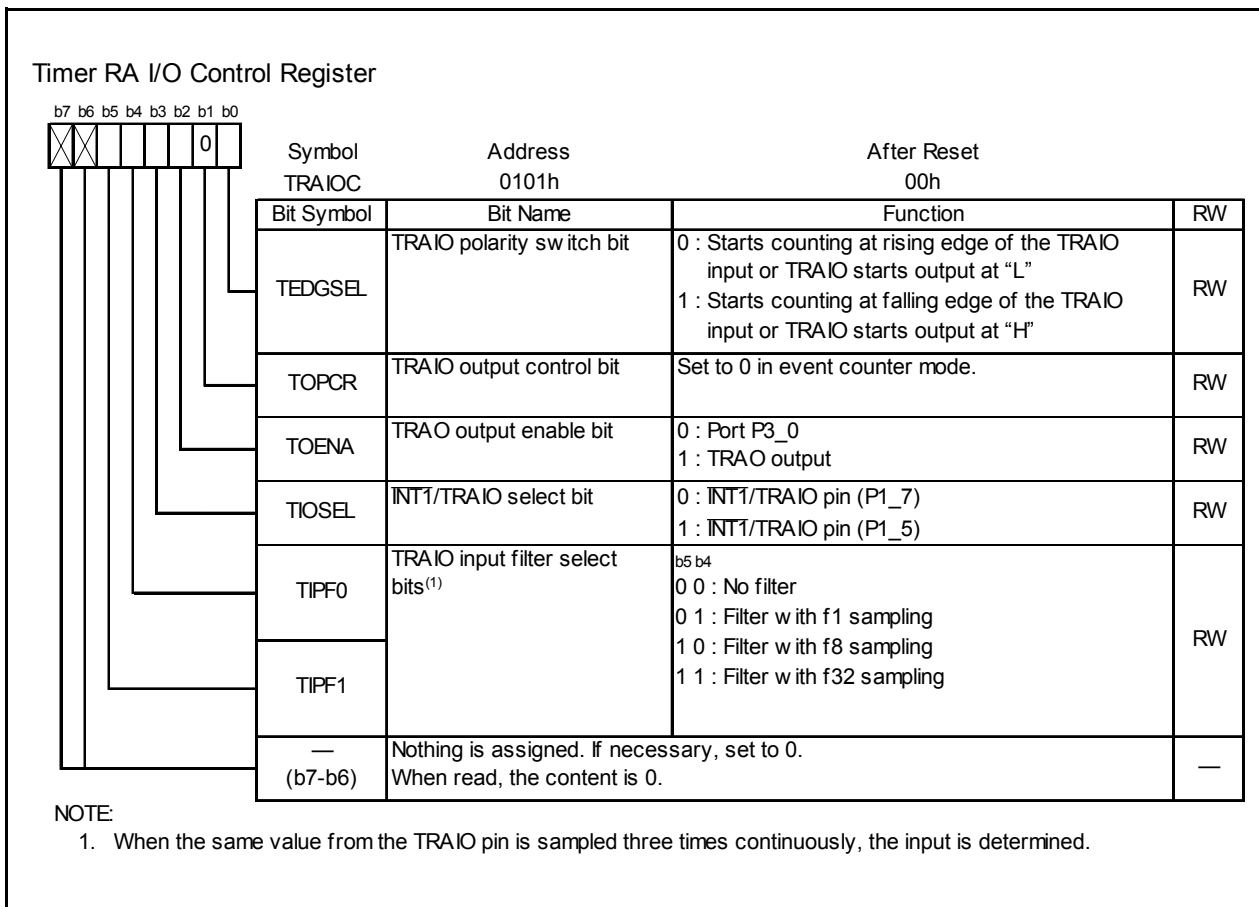 Timer RA I/O Control Register
b7 b6 b5 b4 b3 b2 b1 b0
0
Symbol Address After Reset
TRAIOC 0101h 00h
Bit Symbol Bit Name Function RW
TEDGSEL
TRAIO polarity switch bit
0 : Starts counting at rising edge of the TRAIO
input or TRAIO starts output at “L”
1 : Starts counting at falling edge of the TRAIO
input or TRAIO starts output at “H”
RW
TOPCR
TRAIO output control bit
Set to 0 in event counter mode.
RW
TOENA
TRAO output enable bit
0 : Port P3_0
1 : TRAO output
RW
TIOSEL
INT1/TRAIO select bit
0 : INT1/TRAIO pin (P1_7)
1 : INT1/TRAIO pin (P1_5)
RW
TIPF0
TRAIO input filter select
bits(1)
b5 b4
0 0 : No filter
0 1 : Filter with f1 sampling
1 0 : Filter with f8 sampling
1 1 : Filter with f32 sampling
RW
TIPF1
—
(b7-b6)
Nothing is assigned. If necessary, set to 0.
When read, the content is 0.
—
NOTE:
1. When the same value from the TRAIO pin is sampled three times continuously, the input is determined.